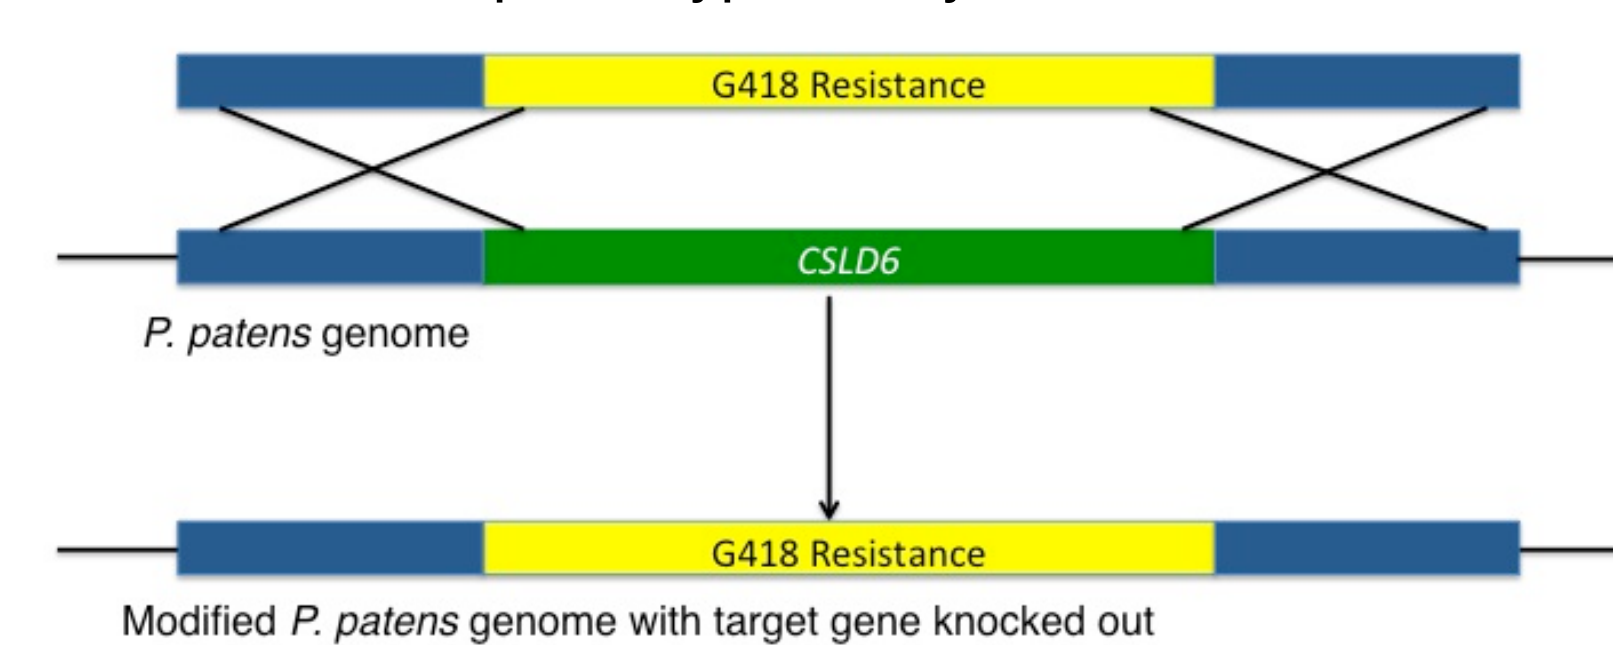 G418 Resistance
CSLD6
P. patens genome
G418 Resistance
Modified P. patens genome with target gene knocked out